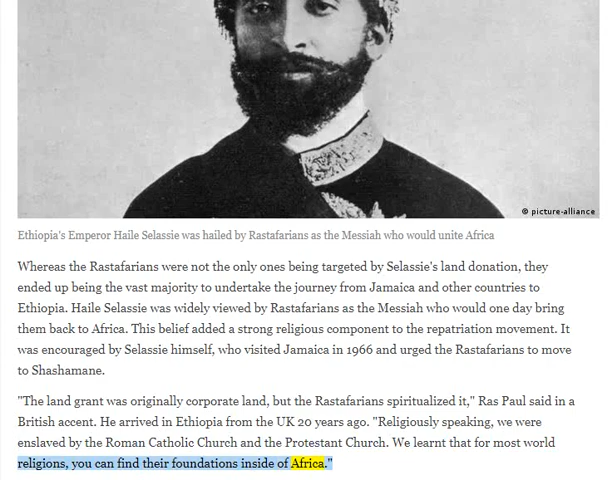 © picture-alliance
Ethiopia's Emperor Haile Selassie was hailed by Rastafarians as the Messiah who would unite Africa
Whereas the Rastafarians were not the only ones being targeted by Selassie's land donation, they
ended up being the vast majority to undertake the journey from Jamaica and other countries to
Ethiopia. Haile Selassie was widely viewed by Rastafarians as the Messiah who would one day bring
them back to Africa. This belief added a strong religious component to the repatriation movement. It
was encouraged by Selassie himself, who visited Jamaica in 1966 and urged the Rastafarians to move
to Shashamane.
"The land grant was originally corporate land, but the Rastafarians spiritualized it," Ras Paul said in a
British accent. He arrived in Ethiopia from the UK 20 years ago. "Religiously speaking, we were
enslaved by the Roman Catholic Church and the Protestant Church. We learnt that for most world
religions, you can find their foundations inside of Africa."